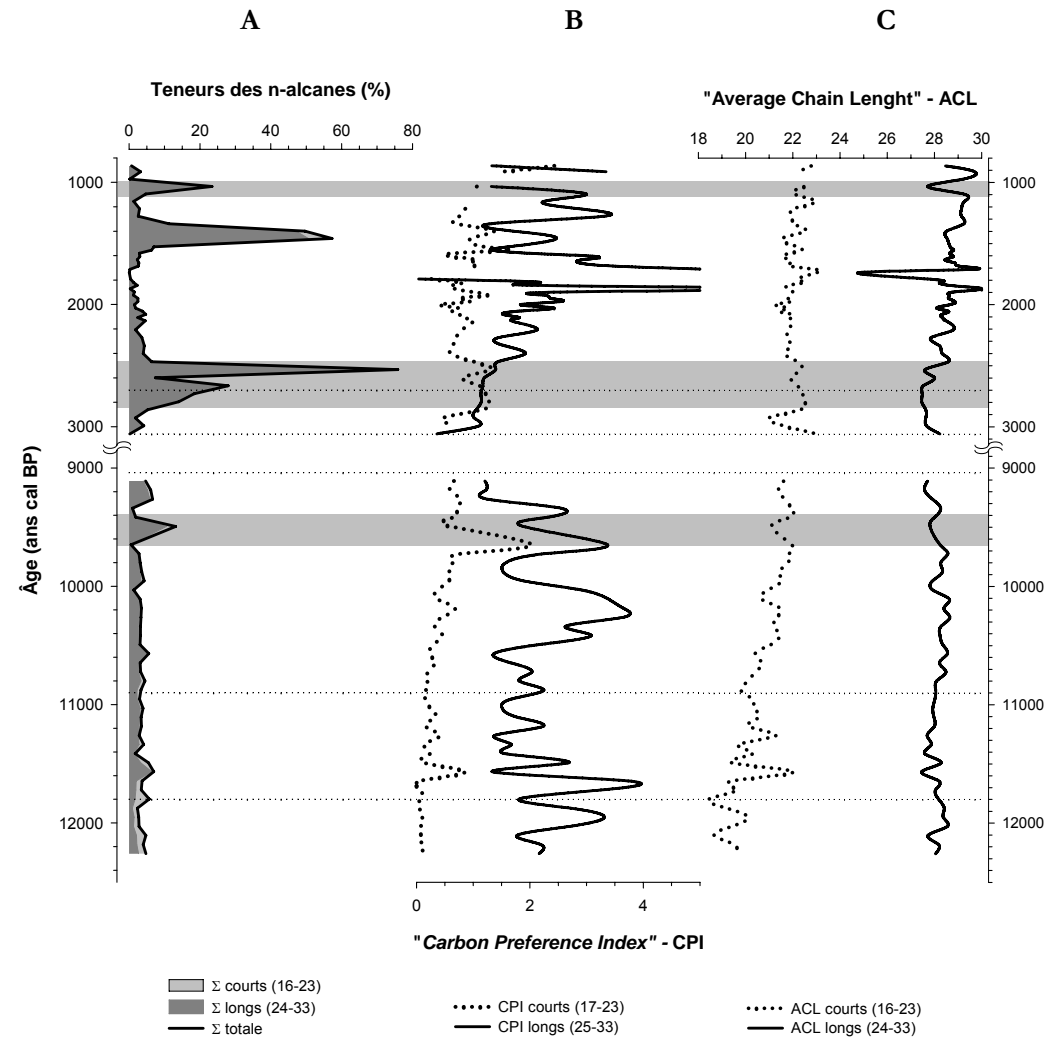 A B C
Teneurs des n-alcanes (%)
"Average Chain Lenght" - ACL
0 20 40 60 80
18 20 22 24 26 28 30
1000 1000
2000 2000
3000 3000
9000 9000
10000 10000
11000 11000
12000 12000
Âge (ans cal BP)
0 2 4
"Carbon Preference Index" - CPI
Σ courts (16-23)
Σ longs (24-33)
Σ totale
CPI courts (17-23)
CPI longs (25-33)
ACL courts (16-23)
ACL longs (24-33)